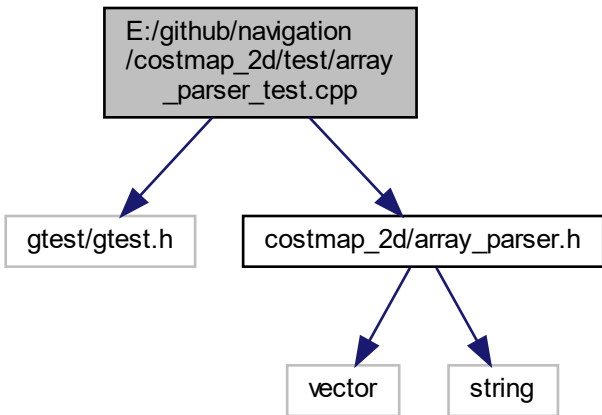 E:/github/navigation
/costmap_2d/test/array
_parser_test.cpp
gtest/gtest.h
costmap_2d/array_parser.h
vector
string